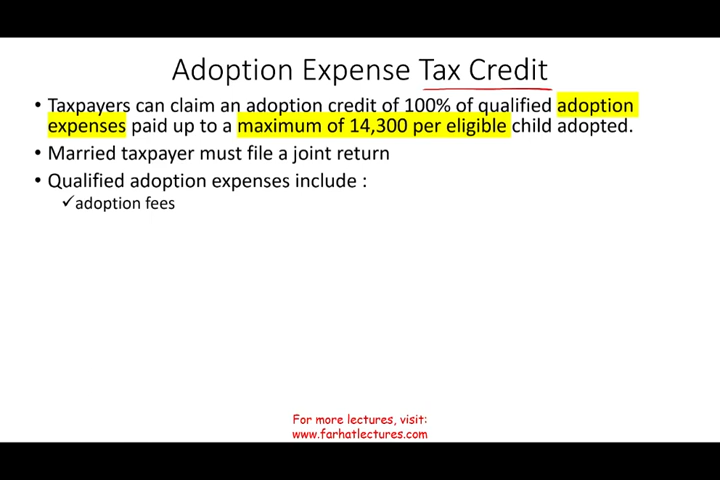 Adoption Expense Tax Credit
• Taxpayers can claim an adoption credit of 100% of qualified adoption
expenses paid up to a maximum of 14,300 per eligible child adopted.
• Married taxpayer must file a joint return
• Qualified adoption expenses include :
✓adoption fees
For more lectures, visit:
www.farhatlectures.com